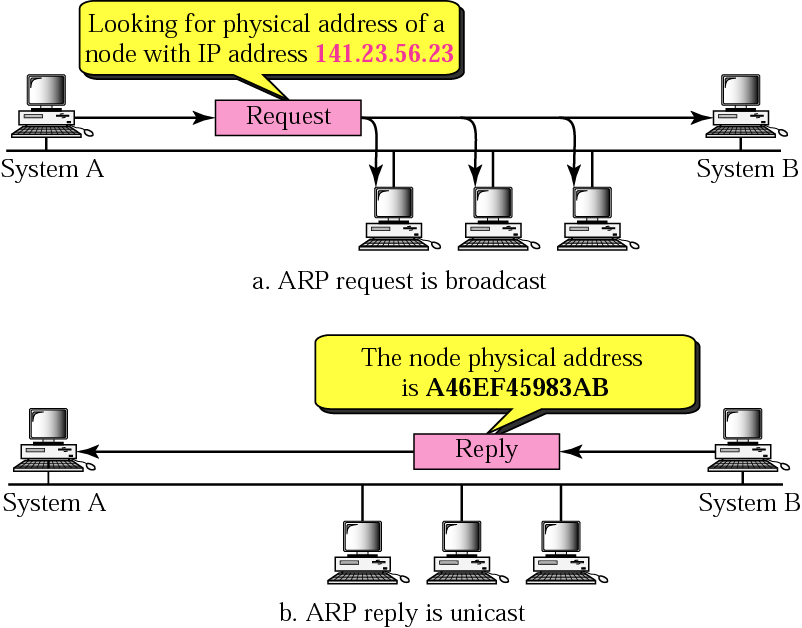 Looking for physical address of a
node with IP address 141.23.56.23
Request
System A
System B
a. ARP request is broadcast
The node physical address
is A46EF45983AB
Reply
System A
System B
b. ARP reply is unicast